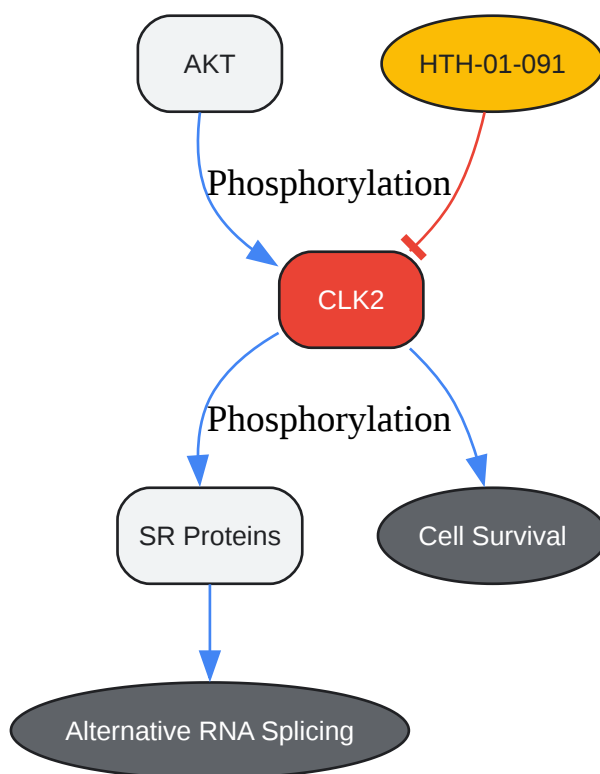 AKT
HTH-01-091
Phosphorylation
CLK2
Phosphorylation
SR Proteins
Cell Survival
Alternative RNA Splicing